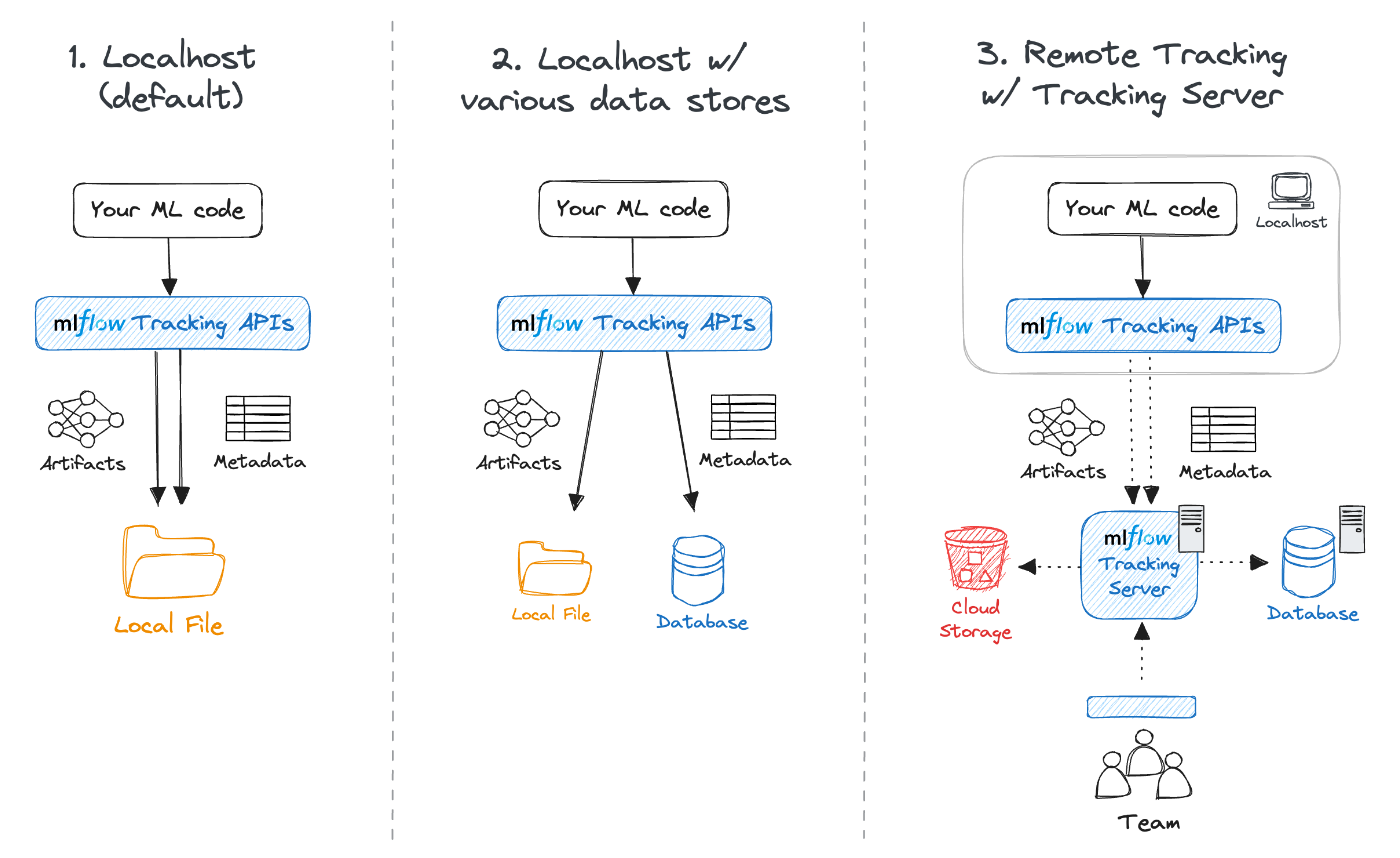 1. Localhost
(default)
Your ML code
mlflow Tracking APIs
Artifacts
Metadata
Local File
2. Localhost w/
various data stores
Your ML code
mlflow Tracking APIs
Artifacts
Metadata
Local File
Database
3. Remote Tracking
w/ Tracking Server
Your ML code
Localhost
mlflow Tracking APIs
Artifacts
Metadata
mlflow
Tracking
Server
Cloud
Storage
Database
Team